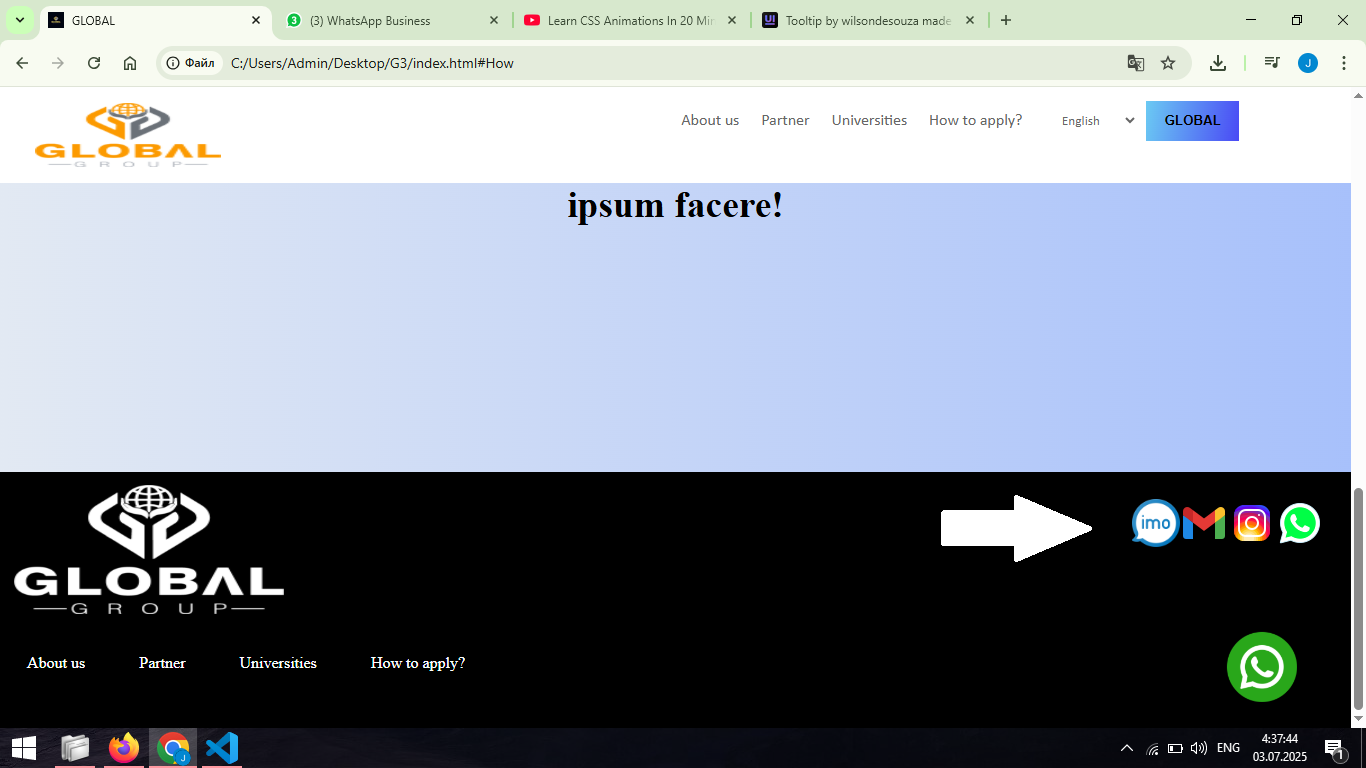 GLOBAL
(3) WhatsApp Business
Learn CSS Animations In 20 Min
Tooltip by wilsondesouza made
Файл
C:/Users/Admin/Desktop/G3/index.html#How
J
GLOBAL
GROUP
About us
Partner
Universities
How to apply?
English
GLOBAL
ipsum facere!
imo
GLOBAL
GROUP
About us
Partner
Universities
How to apply?
ENG
4:37:44
03.07.2025
1